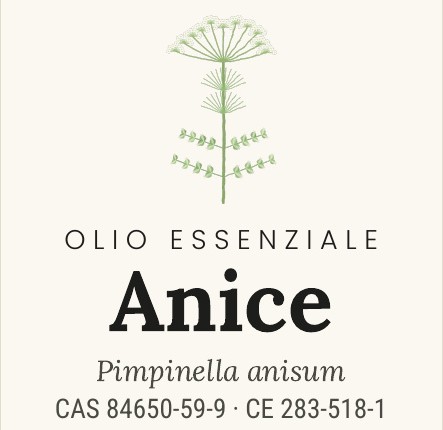 OLIO ESSENZIALE
Anice
Pimpinella anisum
CAS 84650-59-9 · CE 283-518-1